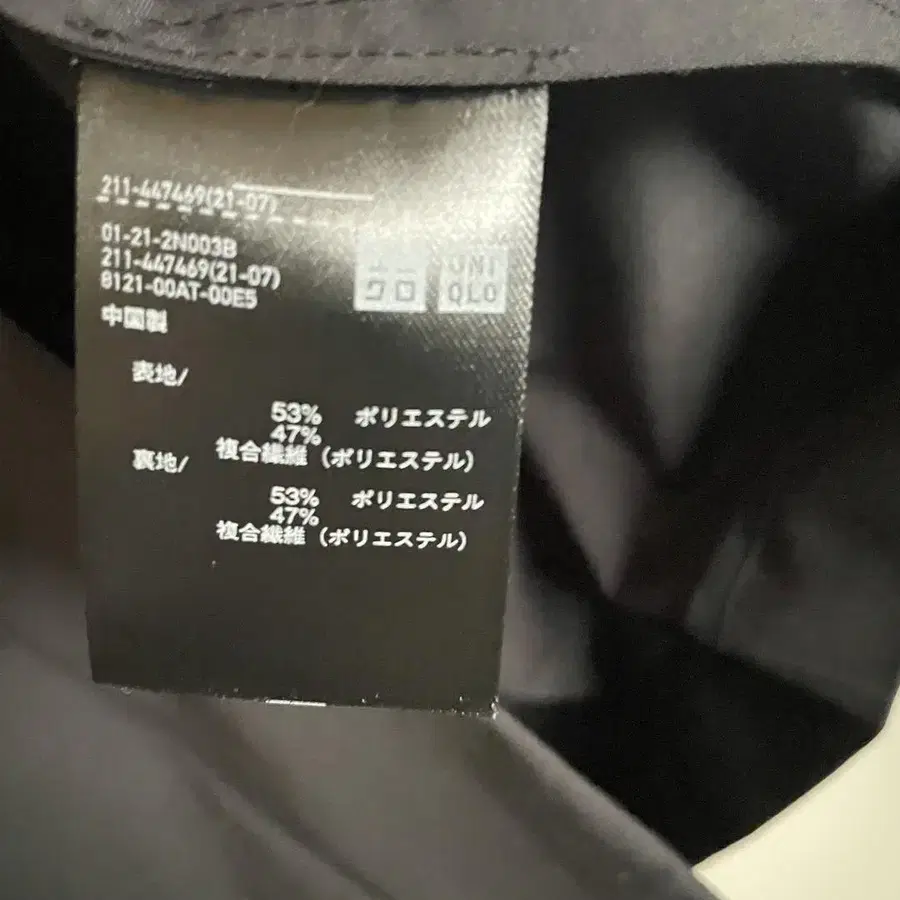 211-447469(21-07)
01-21-2N003B
211-447469(21-07)
8121-00AT-00E5
ユニ
クロ
UNI
QLO
中国製
表地/
53% ポリエステル
47%
複合繊維 (ポリエステル)
裏地/
53% ポリエステル
47%
複合繊維 (ポリエステル)